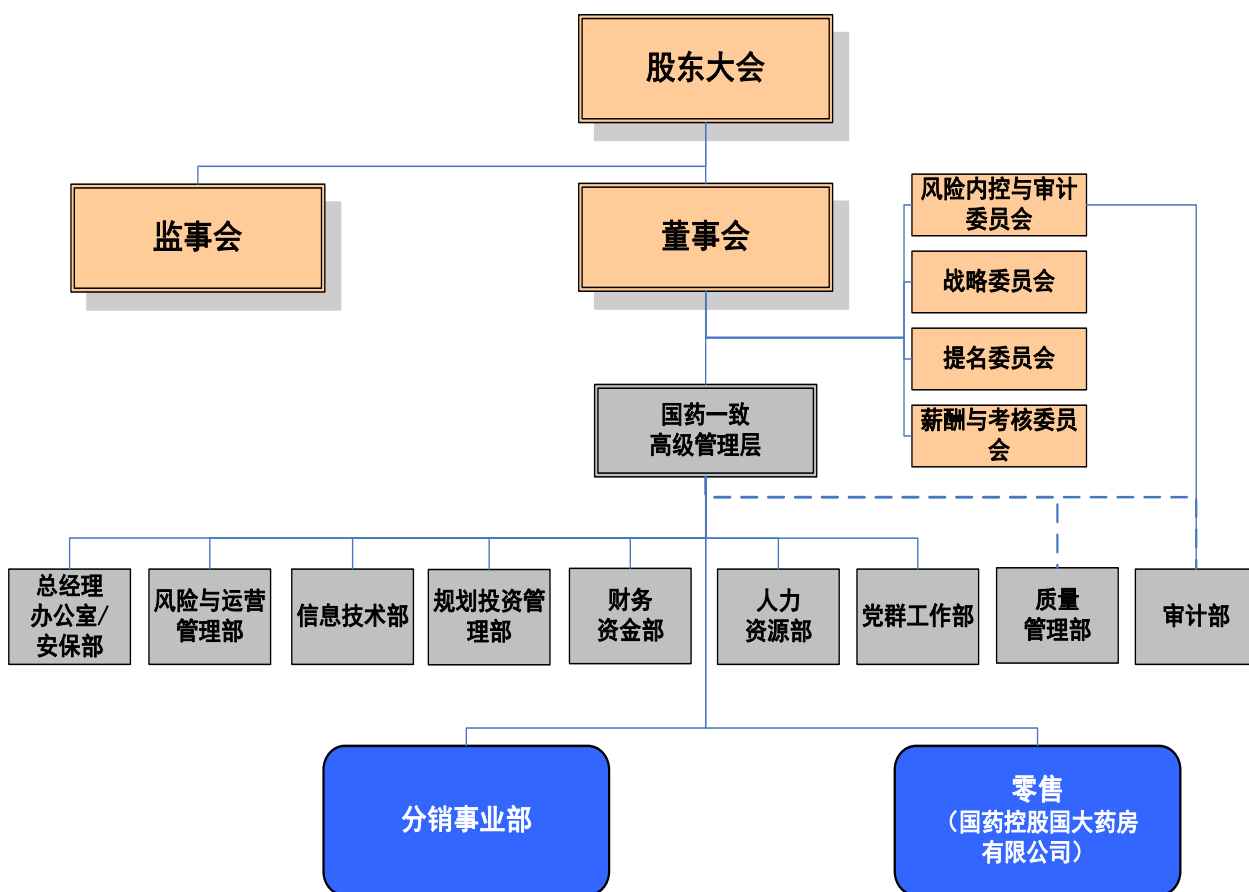 股东大会
监事会
董事会
风险内控与审计
委员会
战略委员会
提名委员会
薪酬与考核委员
会
国药一致
高级管理层
总经理
办公室/
安保部
风险与运营
管理部
信息技术部
规划投资管
理部
财务
资金部
人力
资源部
党群工作部
质量
管理部
审计部
分销事业部
零售
（国药控股国大药房
有限公司）